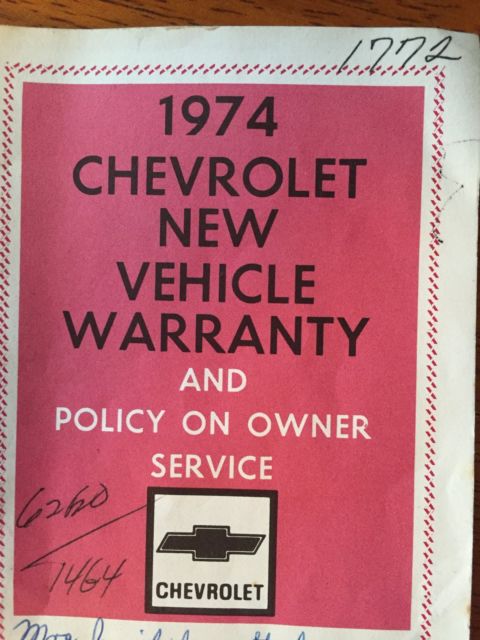 1772
1974
CHEVROLET
NEW
VEHICLE
WARRANTY
AND
POLICY ON OWNER
SERVICE
6260
1464
CHEVROLET